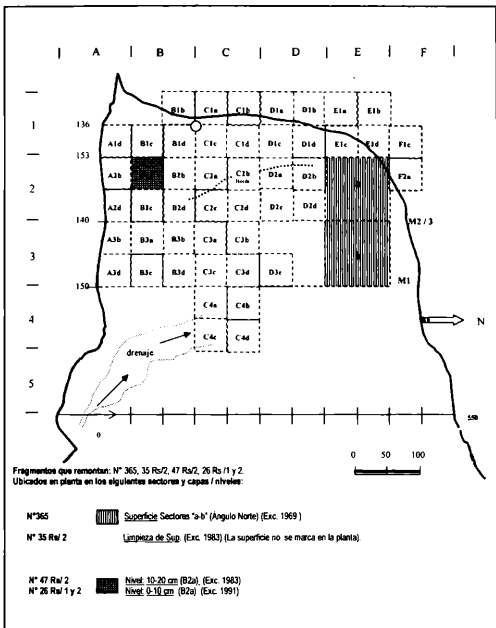 A B C D E F
B1b C1a C1b D1a D1b E1a E1b
1
136
A1d B1c B1d C1c C1d D1c D1d E1c E1d F1c
153
A2b B2b C2a C2b D2a D2b F2a
2
A2d B2c B2d C2c C2d D2c D2d
140
M2 / 3
A3b B3a B3b C3a C3b
3
A3d B3c B3d C3c C3d D3c
150
M1
C4a C4b
4
N
drenaje
C4c C4d
5
0
550
0 50 100
Fragmentos que remontan: N° 365, 35 Rs/2, 47 Rs/2, 26 Rs /1 y 2.
Ubicados en planta en los siguientes sectores y capas / niveles:
N°365 Superficie Sectores "a-b" (Ángulo Norte) (Exc. 1969 )
N° 35 Rs/ 2 Limpieza de Sup. (Exc. 1983) (La superficie no se marca en la planta).
N° 47 Rs/ 2 Nivel: 10-20 cm (B2a) (Exc. 1983)
N° 26 Rs/ 1 y 2 Nivel: 0-10 cm (B2a) (Exc. 1991)